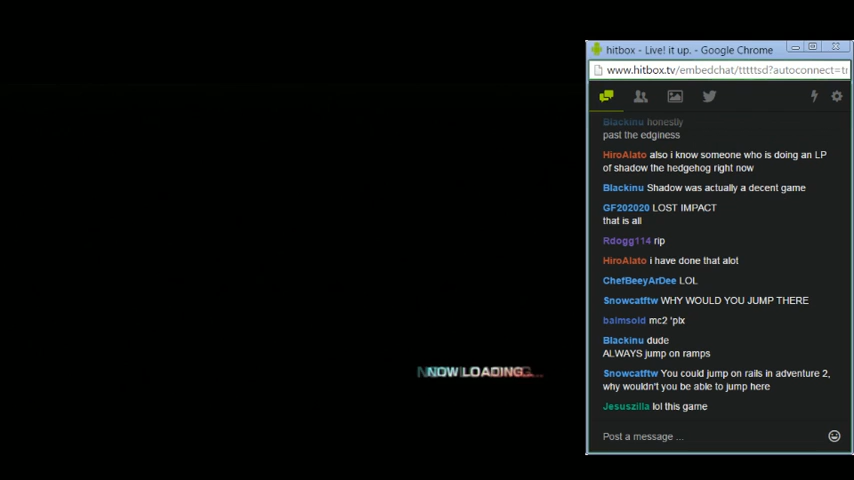 hitbox - Live! it up. - Google Chrome
www.hitbox.tv/embedchat/tttttsd?autoconnect=tr
Blackinu honestly
past the edginess
HiroAlato also i know someone who is doing an LP
of shadow the hedgehog right now
Blackinu Shadow was actually a decent game
GF202020 LOST IMPACT
that is all
Rdogg114 rip
HiroAlato i have done that alot
ChefBeeyArDee LOL
Snowcatftw WHY WOULD YOU JUMP THERE
balmsold mc2 'plx
Blackinu dude
ALWAYS jump on ramps
NOW LOADING...
Snowcatftw You could jump on rails in adventure 2,
why wouldn't you be able to jump here
Jesuszilla lol this game
Post a message ...